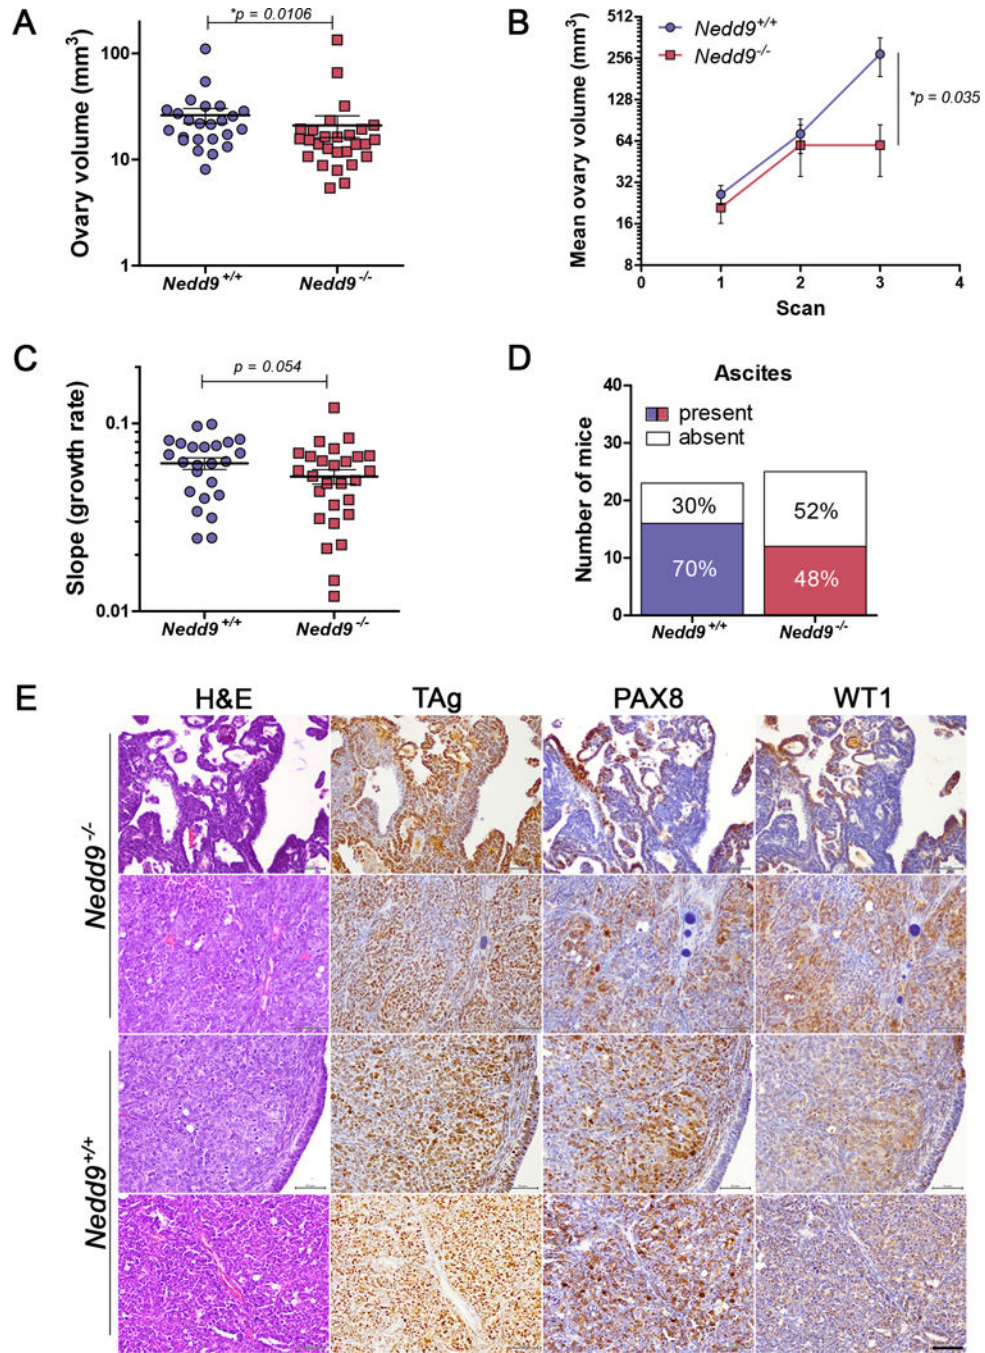 A
*p = 0.0106
Ovary volume (mm³)
100
10
1
Nedd9+/+
Nedd9-/-
B
Nedd9+/+
Nedd9-/-
*p = 0.035
Mean ovary volume (mm³)
512
256
128
64
32
16
8
0
1
2
3
4
Scan
C
p = 0.054
Slope (growth rate)
0.1
0.01
Nedd9+/+
Nedd9-/-
D
Ascites
present
absent
Number of mice
40
30
20
10
0
30%
70%
52%
48%
Nedd9+/+
Nedd9-/-
E
H&E
TAg
PAX8
WT1
Nedd9-/-
Nedd9+/+